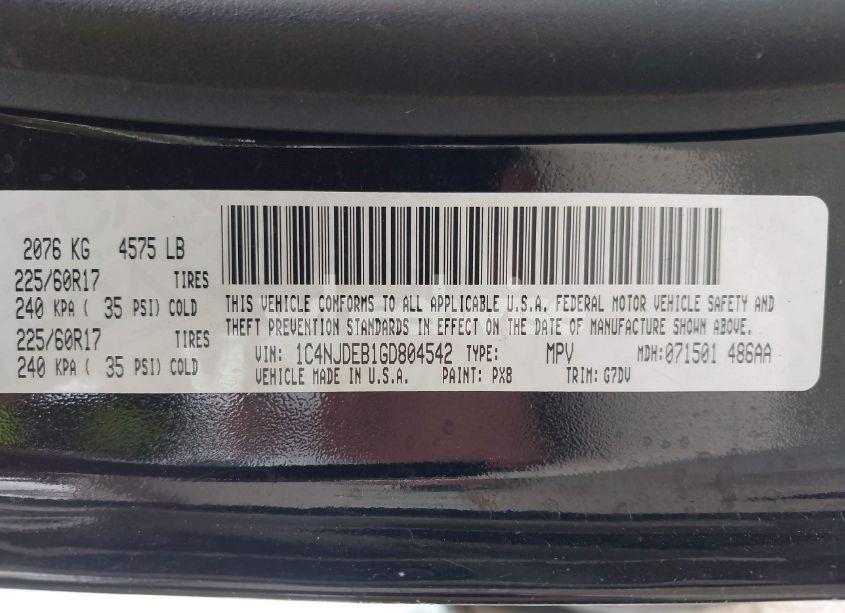 2076 KG 4575 LB
225/60R17 TIRES
240 KPA ( 35 PSI) COLD
225/60R17 TIRES
240 KPA ( 35 PSI) COLD
THIS VEHICLE CONFORMS TO ALL APPLICABLE U.S.A. FEDERAL MOTOR VEHICLE SAFETY AND
THEFT PREVENTION STANDARDS IN EFFECT ON THE DATE OF MANUFACTURE SHOWN ABOVE.
VIN: 1C4NJDEB1GD804542 TYPE: MPV MDH:071501 486AA
VEHICLE MADE IN U.S.A. PAINT: PX8 TRIM: G7DV